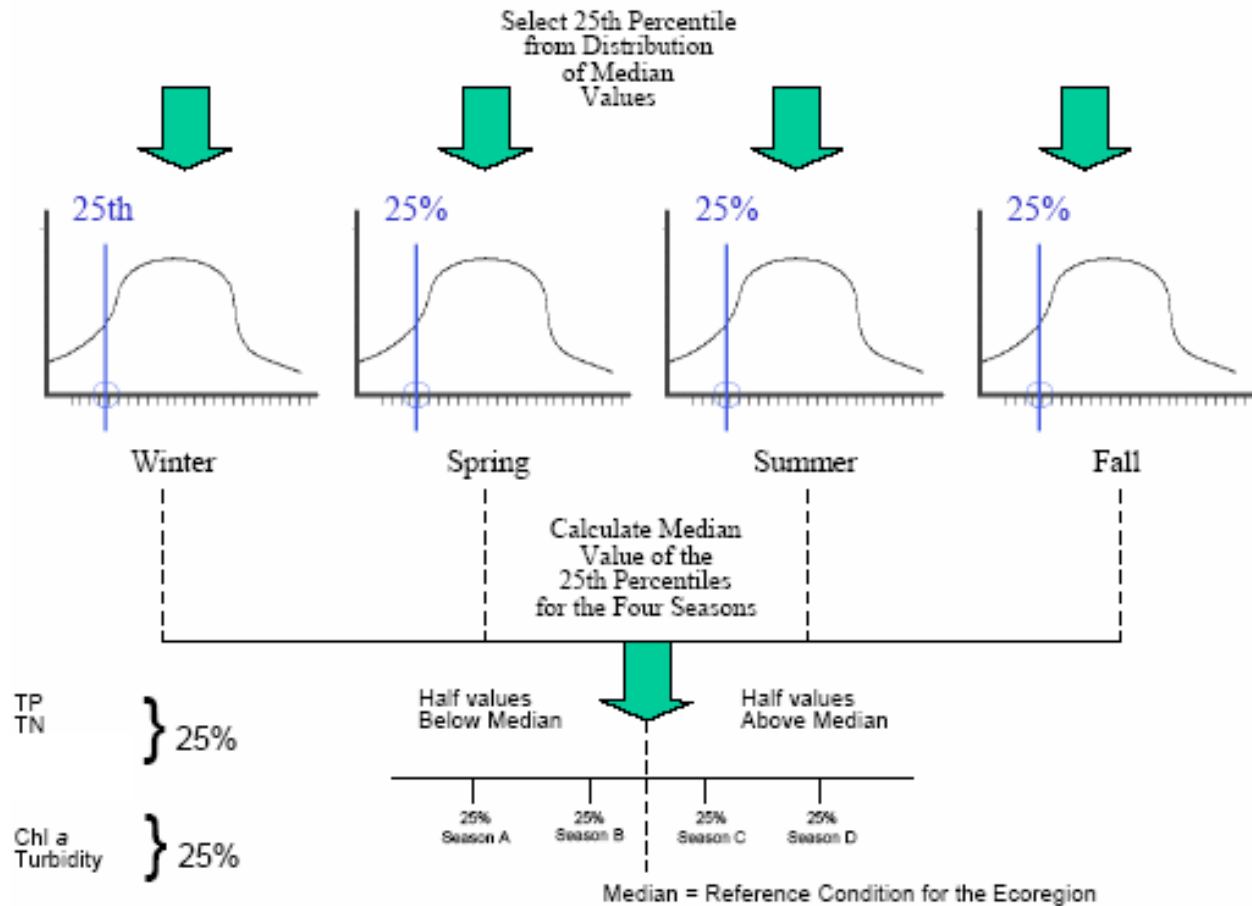 Select 25th Percentile
from Distribution
of Median
Values
25th
25%
25%
25%
Winter
Spring
Summer
Fall
Calculate Median
Value of the
25th Percentiles
for the Four Seasons
TP
TN
} 25%
Half values
Below Median
Half values
Above Median
25%
Season A
25%
Season B
25%
Season C
25%
Season D
Chl a
Turbidity
} 25%
Median = Reference Condition for the Ecoregion